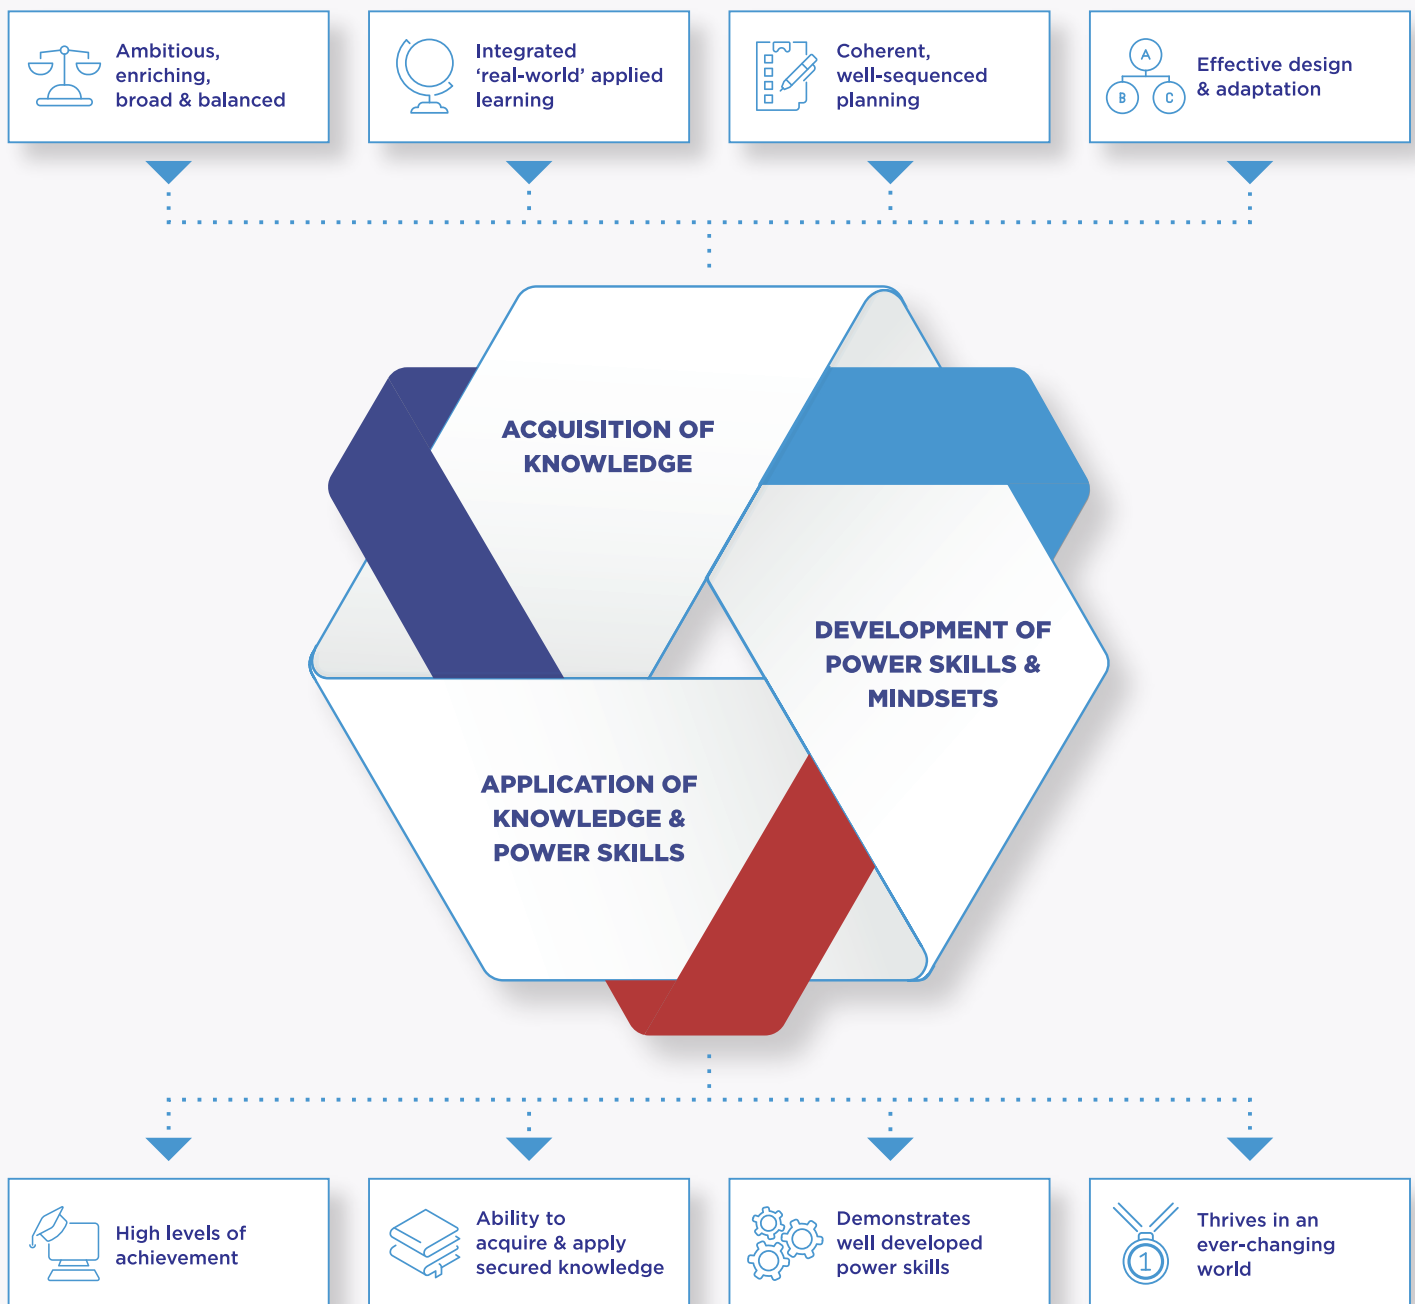 Ambitious,
enriching,
broad & balanced
Integrated
‘real-world’ applied
learning
Coherent,
well-sequenced
planning
A
B C
Effective design
& adaptation
ACQUISITION OF
KNOWLEDGE
DEVELOPMENT OF
POWER SKILLS &
MINDSETS
APPLICATION OF
KNOWLEDGE &
POWER SKILLS
High levels of
achievement
Ability to
acquire & apply
secured knowledge
Demonstrates
well developed
power skills
1
Thrives in an
ever-changing
world